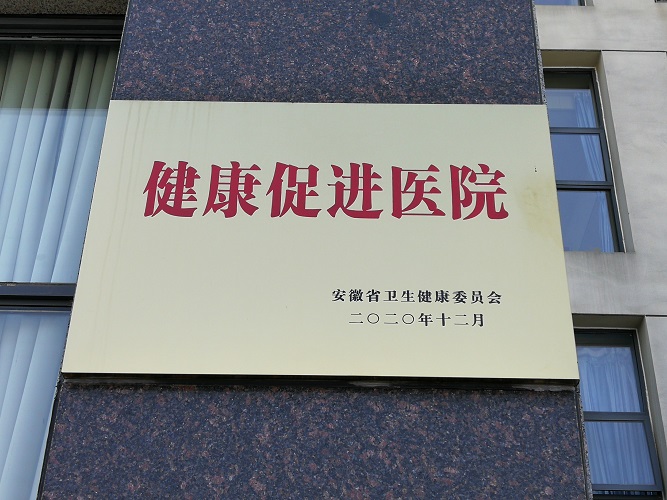 健康促进医院
安徽省卫生健康委员会
二〇二〇年十二月